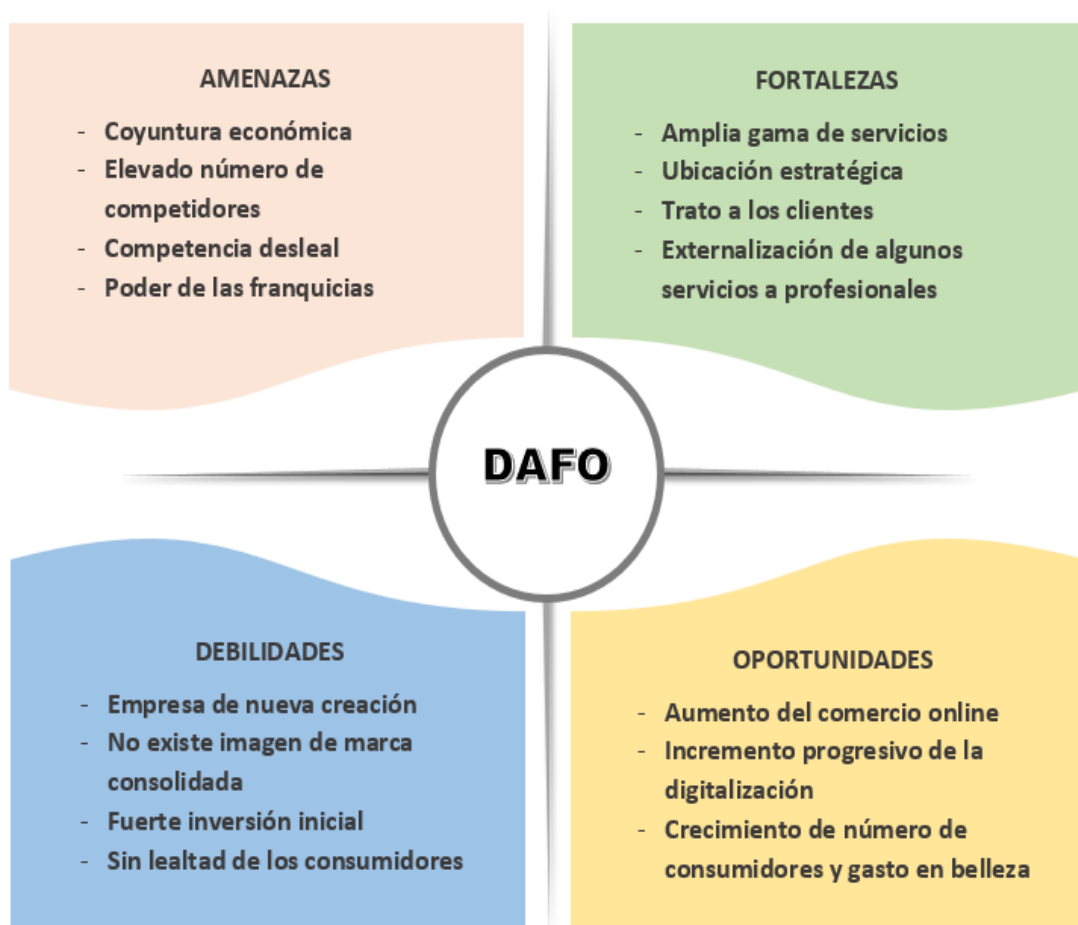 AMENAZAS
- Coyuntura económica
- Elevado número de
competidores
- Competencia desleal
- Poder de las franquicias
FORTALEZAS
- Amplia gama de servicios
- Ubicación estratégica
- Trato a los clientes
- Externalización de algunos
servicios a profesionales
DAFO
DEBILIDADES
- Empresa de nueva creación
- No existe imagen de marca
consolidada
- Fuerte inversión inicial
- Sin lealtad de los consumidores
OPORTUNIDADES
- Aumento del comercio online
- Incremento progresivo de la
digitalización
- Crecimiento de número de
consumidores y gasto en belleza